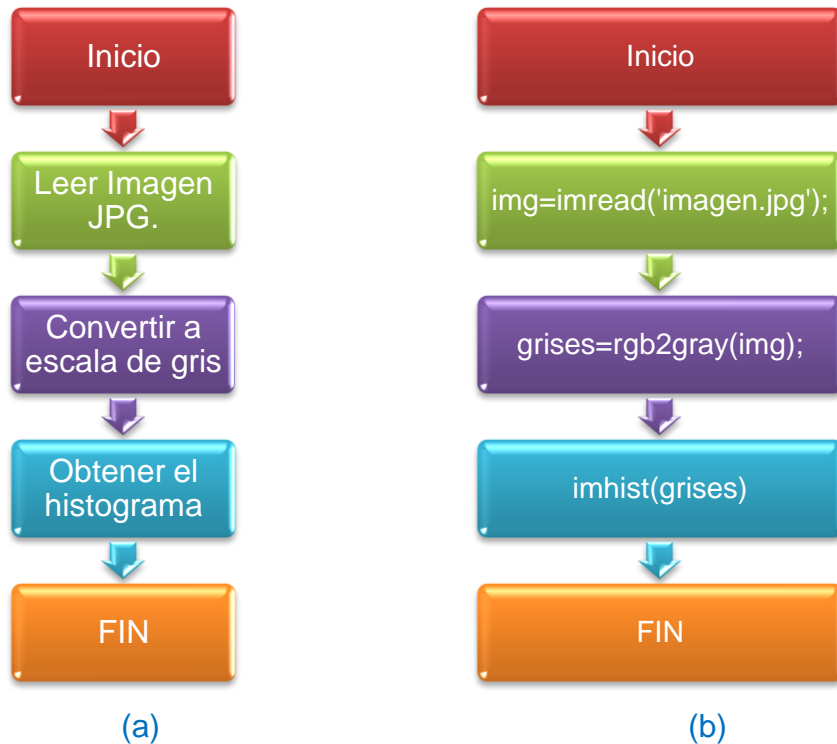 Inicio
Leer Imagen
JPG.
Convertir a
escala de gris
Obtener el
histograma
FIN
(a)
Inicio
img=imread('imagen.jpg');
grises=rgb2gray(img);
imhist(grises)
FIN
(b)